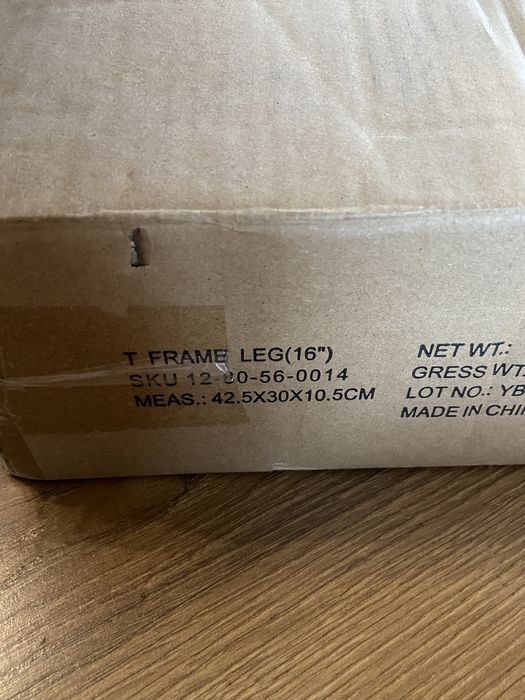 T FRAME LEG(16")
SKU 12-80-56-0014
MEAS.: 42.5X30X10.5CM
NET WT.:
GRESS WT.
LOT NO.: YB
MADE IN CHI